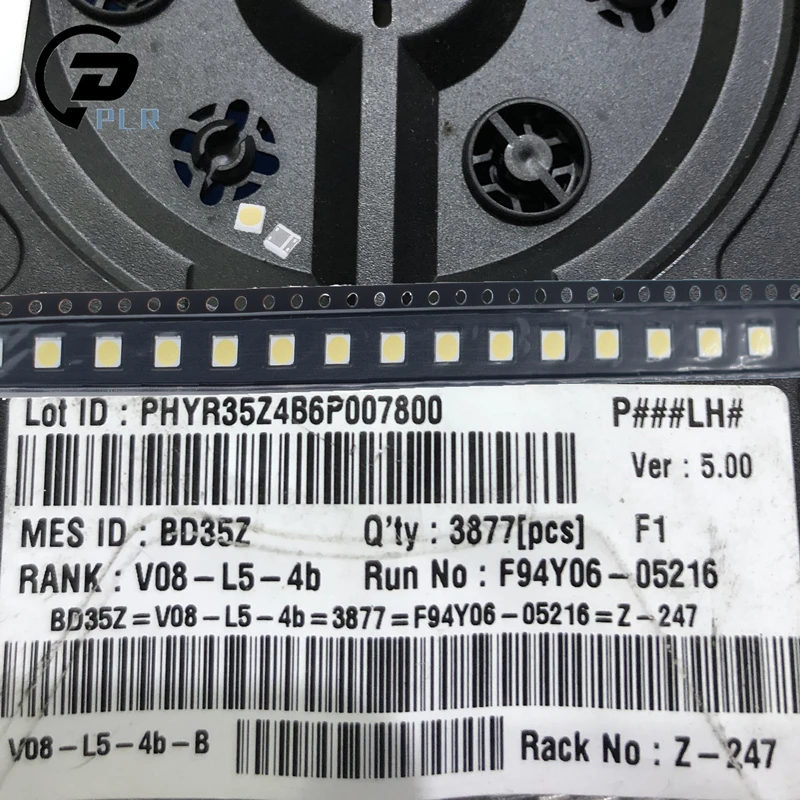 PLR
Lot ID : PHYR35Z4B6P007800
P###LH#
Ver : 5.00
MES ID : BD35Z Q'ty : 3877[pcs] F1
RANK : V08-L5-4b Run No : F94Y06-05216
BD35Z=V08-L5-4b=3877=F94Y06-05216=Z-247
V08-L5-4b-B Rack No : Z-247